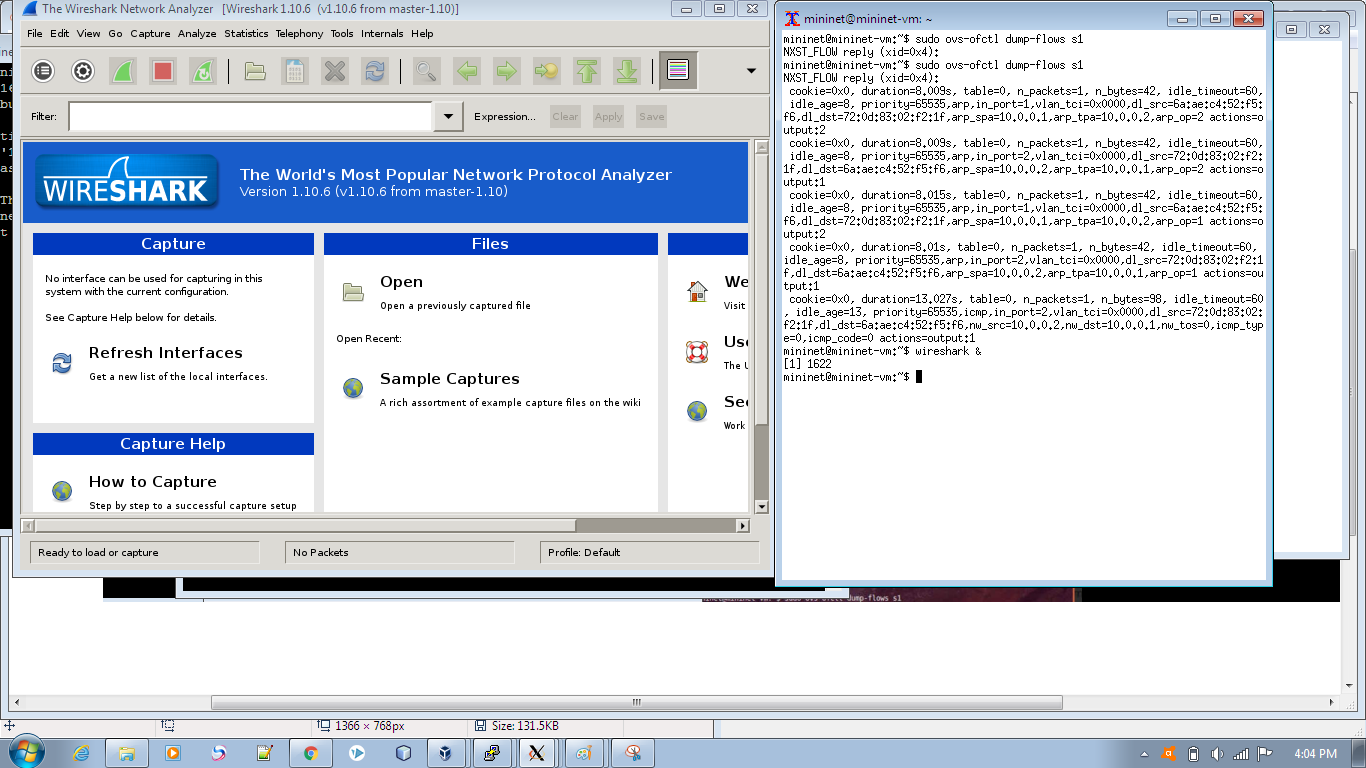 The Wireshark Network Analyzer [Wireshark 1.10.6 (v1.10.6 from master-1.10)]
File Edit View Go Capture Analyze Statistics Telephony Tools Internals Help
Filter:
Expression...
Clear
Apply
Save
WIRESHARK
The World's Most Popular Network Protocol Analyzer
Version 1.10.6 (v1.10.6 from master-1.10)
Capture
No interface can be used for capturing in this
system with the current configuration.
See Capture Help below for details.
Refresh Interfaces
Get a new list of the local interfaces.
Capture Help
How to Capture
Step by step to a successful capture setup
Files
Open
Open a previously captured file
Open Recent:
Sample Captures
A rich assortment of example capture files on the wiki
We
Visit
Use
The U
Sec
Work
Ready to load or capture
No Packets
Profile: Default
mininet@mininet-vm: ~
mininet@mininet-vm:~$ sudo ovs-ofctl dump-flows s1
NXST_FLOW reply (xid=0x4):
mininet@mininet-vm:~$ sudo ovs-ofctl dump-flows s1
NXST_FLOW reply (xid=0x4):
cookie=0x0, duration=8.009s, table=0, n_packets=1, n_bytes=42, idle_timeout=60,
idle_age=8, priority=65535,arp,in_port=1,vlan_tci=0x0000,dl_src=6a:ae:c4:52:f5:
f6,dl_dst=72:0d:83:02:f2:1f,arp_spa=10.0.0.1,arp_tpa=10.0.0.2,arp_op=2 actions=o
utput:2
cookie=0x0, duration=8.009s, table=0, n_packets=1, n_bytes=42, idle_timeout=60,
idle_age=8, priority=65535,arp,in_port=2,vlan_tci=0x0000,dl_src=72:0d:83:02:f2:
1f,dl_dst=6a:ae:c4:52:f5:f6,arp_spa=10.0.0.2,arp_tpa=10.0.0.1,arp_op=2 actions=o
utput:1
cookie=0x0, duration=8.015s, table=0, n_packets=1, n_bytes=42, idle_timeout=60,
idle_age=8, priority=65535,arp,in_port=1,vlan_tci=0x0000,dl_src=6a:ae:c4:52:f5:
f6,dl_dst=72:0d:83:02:f2:1f,arp_spa=10.0.0.1,arp_tpa=10.0.0.2,arp_op=1 actions=o
utput:2
cookie=0x0, duration=8.01s, table=0, n_packets=1, n_bytes=42, idle_timeout=60,
idle_age=8, priority=65535,arp,in_port=2,vlan_tci=0x0000,dl_src=72:0d:83:02:f2:1
f,dl_dst=6a:ae:c4:52:f5:f6,arp_spa=10.0.0.2,arp_tpa=10.0.0.1,arp_op=1 actions=ou
tput:1
cookie=0x0, duration=13.027s, table=0, n_packets=1, n_bytes=98, idle_timeout=60
, idle_age=13, priority=65535,icmp,in_port=2,vlan_tci=0x0000,dl_src=72:0d:83:02:
f2:1f,dl_dst=6a:ae:c4:52:f5:f6,nw_src=10.0.0.2,nw_dst=10.0.0.1,nw_tos=0,icmp_typ
e=0,icmp_code=0 actions=output:1
mininet@mininet-vm:~$ wireshark &
[1] 1622
mininet@mininet-vm:~$
sudo ovs-ofctl dump-flows s1
1366 × 768px
Size: 131.5KB
4:04 PM